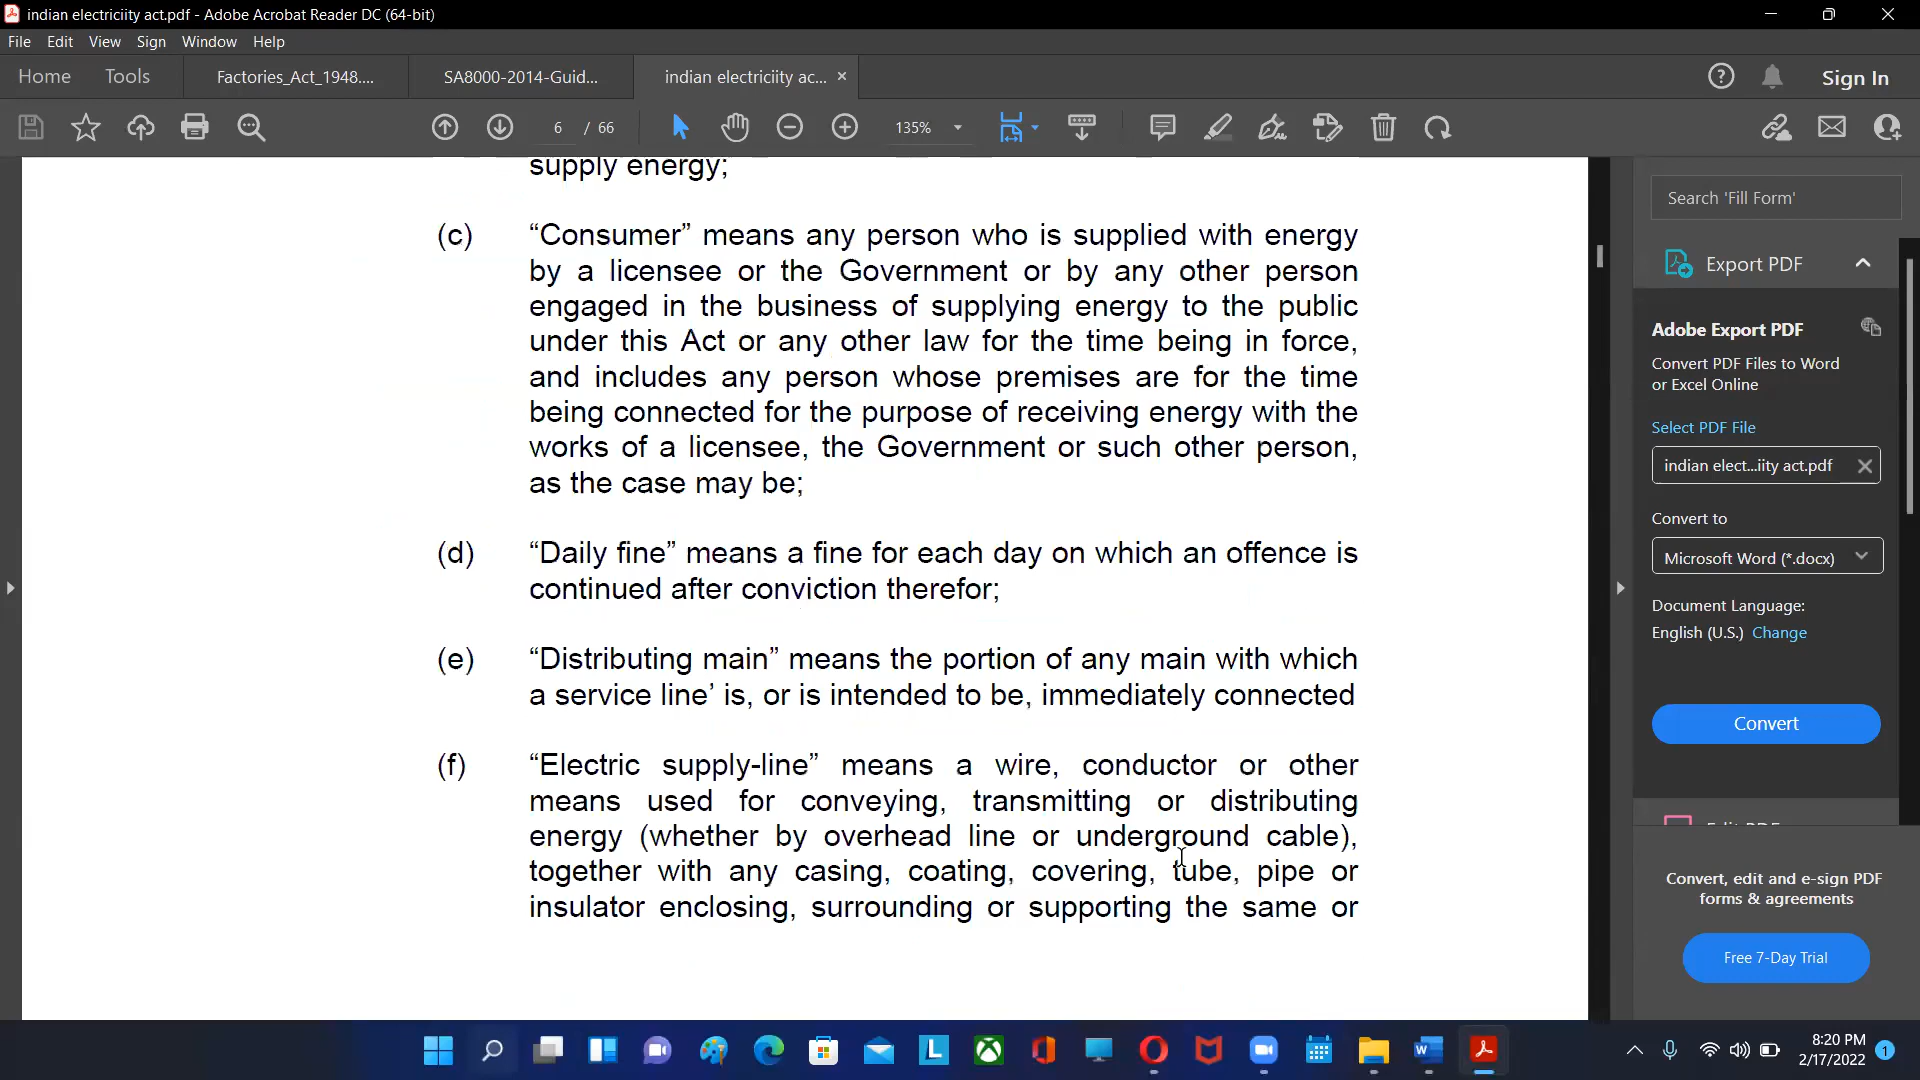 indian electriciity act.pdf - Adobe Acrobat Reader DC (64-bit)
File Edit View Sign Window Help
Home Tools Factories_Act_1948.... SA8000-2014-Guid... indian electriciity ac... ×
Sign In
6 / 66 135%
supply energy;
(c) “Consumer” means any person who is supplied with energy
by a licensee or the Government or by any other person
engaged in the business of supplying energy to the public
under this Act or any other law for the time being in force,
and includes any person whose premises are for the time
being connected for the purpose of receiving energy with the
works of a licensee, the Government or such other person,
as the case may be;
(d) “Daily fine” means a fine for each day on which an offence is
continued after conviction therefor;
(e) “Distributing main” means the portion of any main with which
a service line’ is, or is intended to be, immediately connected
(f) “Electric supply-line” means a wire, conductor or other
means used for conveying, transmitting or distributing
energy (whether by overhead line or underground cable),
together with any casing, coating, covering, tube, pipe or
insulator enclosing, surrounding or supporting the same or
Search 'Fill Form'
Export PDF
Adobe Export PDF
Convert PDF Files to Word
or Excel Online
Select PDF File
indian elect...iity act.pdf
Convert to
Microsoft Word (*.docx)
Document Language:
English (U.S.) Change
Convert
Edit PDF
Convert, edit and e-sign PDF
forms & agreements
Free 7-Day Trial
8:20 PM
2/17/2022
1